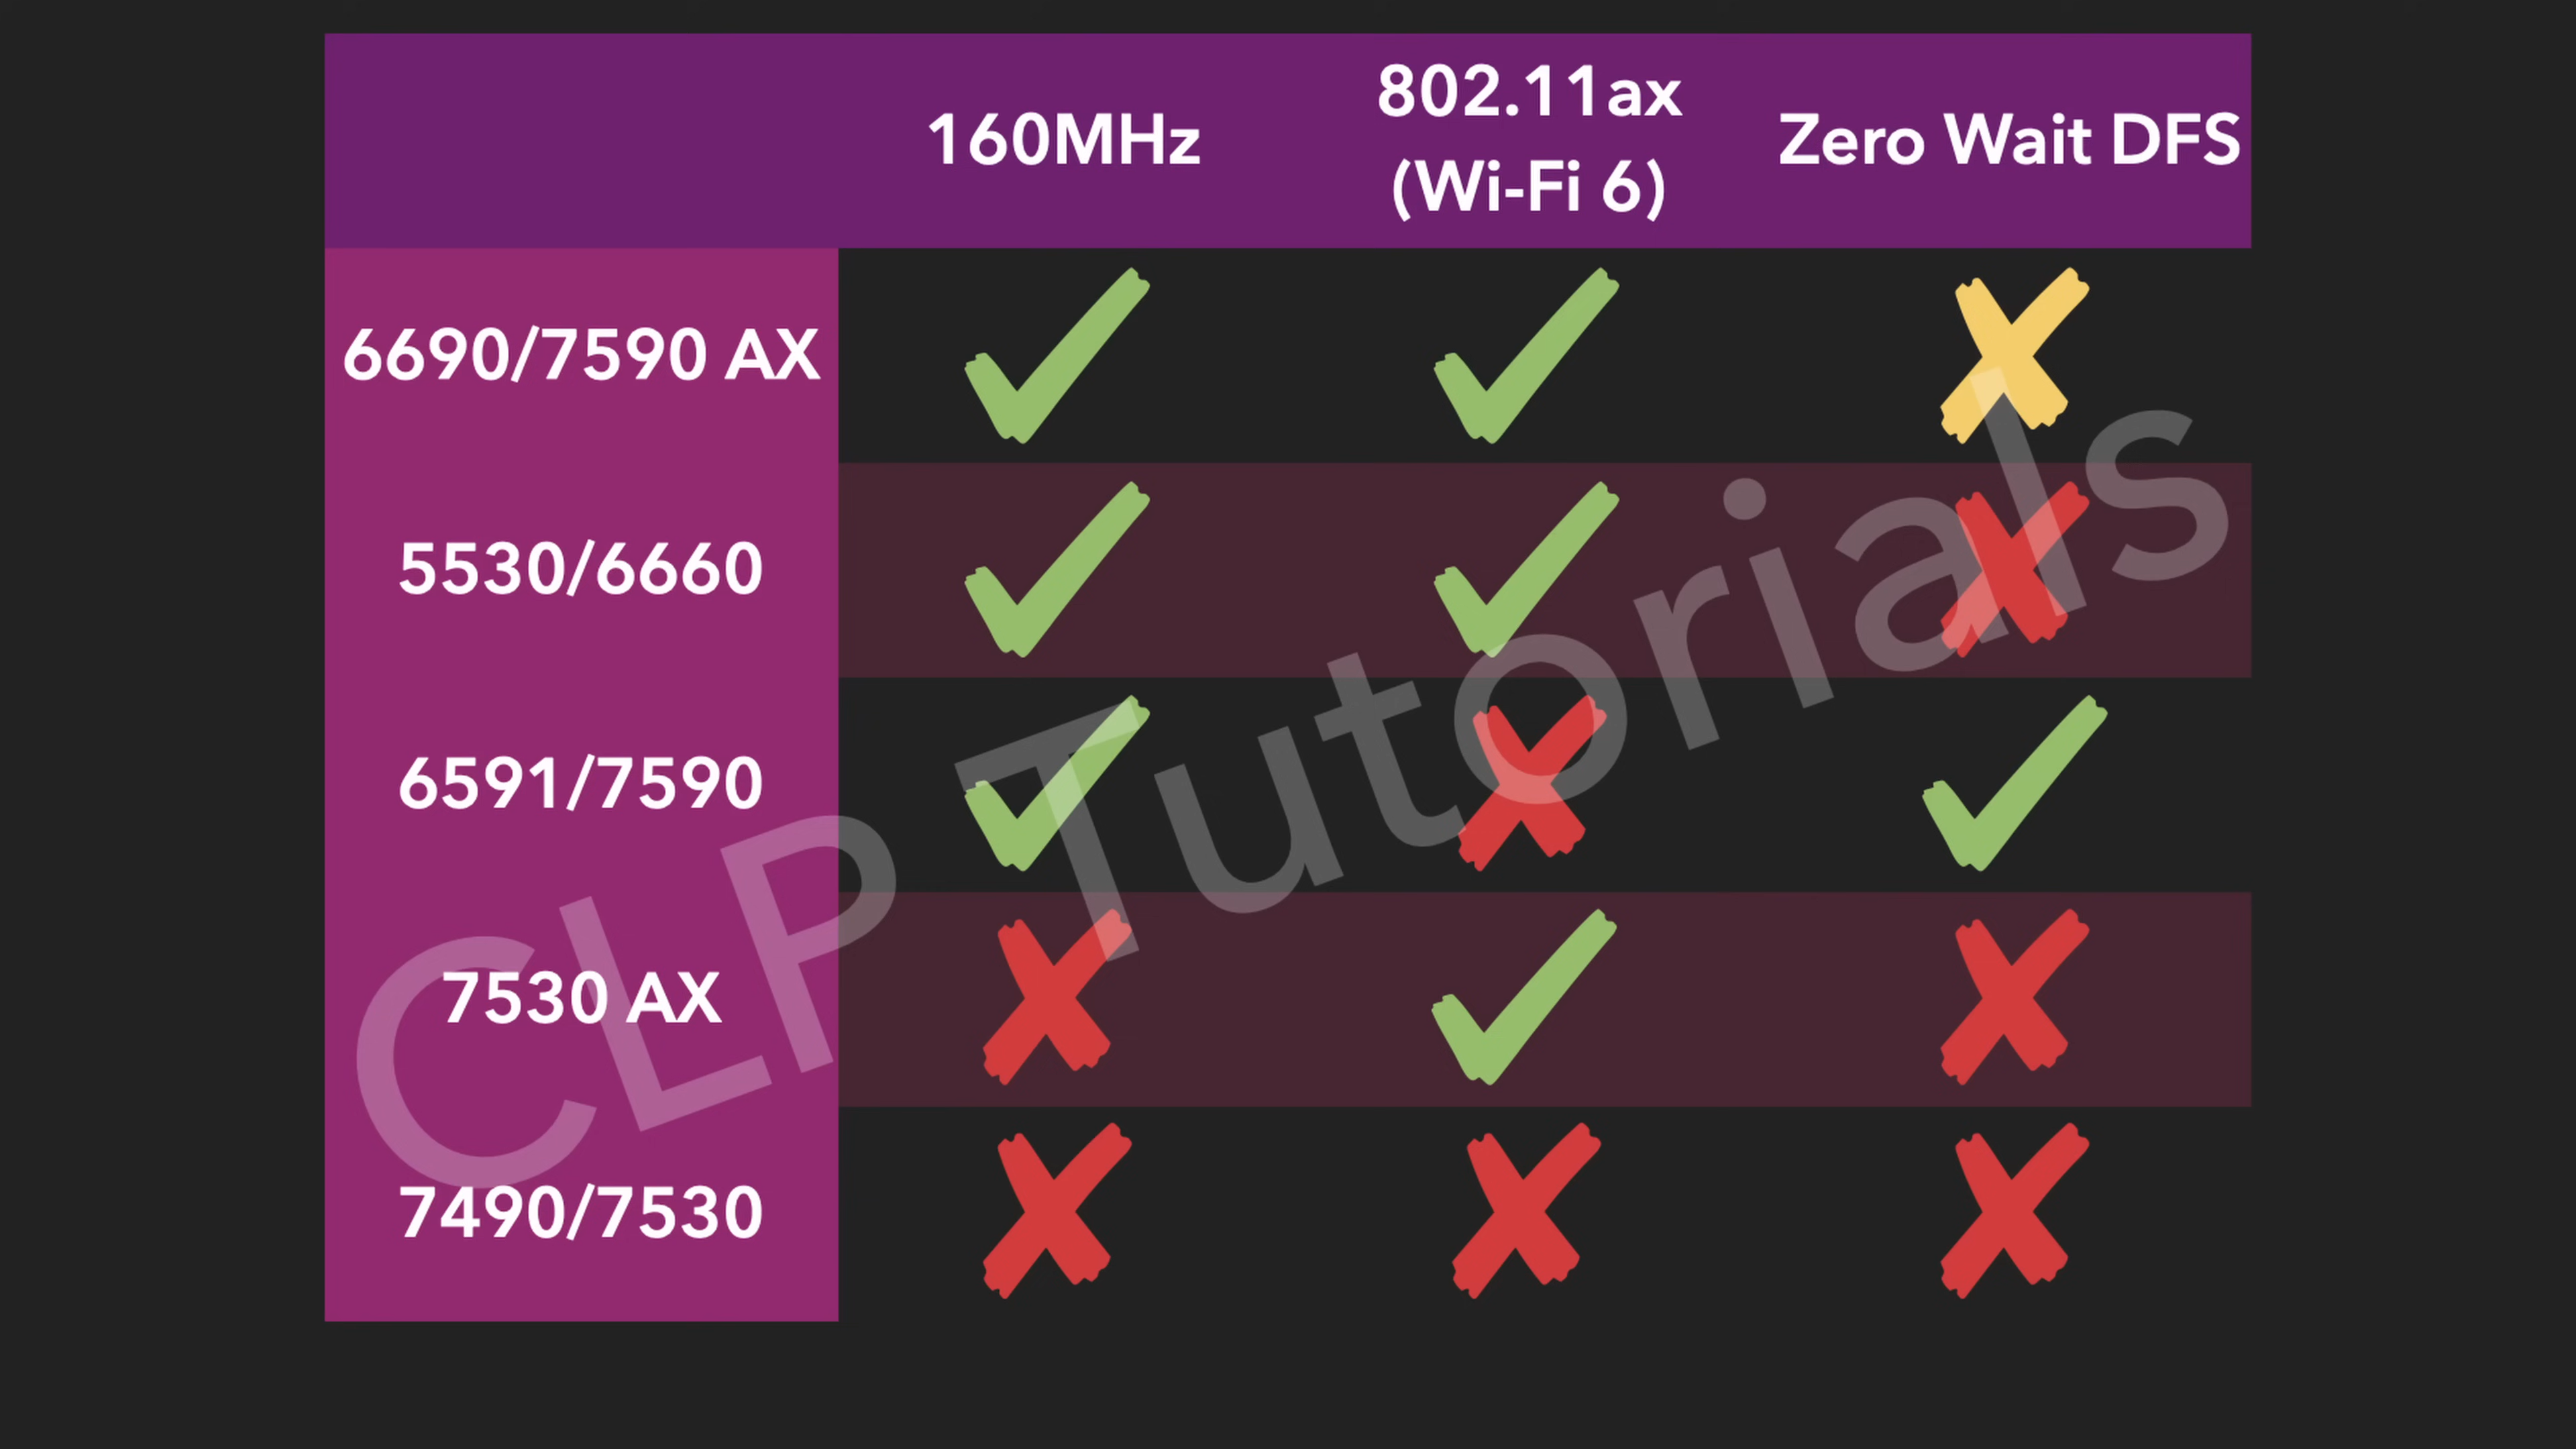 160MHz
802.11ax
(Wi-Fi 6)
Zero Wait DFS
6690/7590 AX
5530/6660
6591/7590
7530 AX
7490/7530
CLP Tutorials